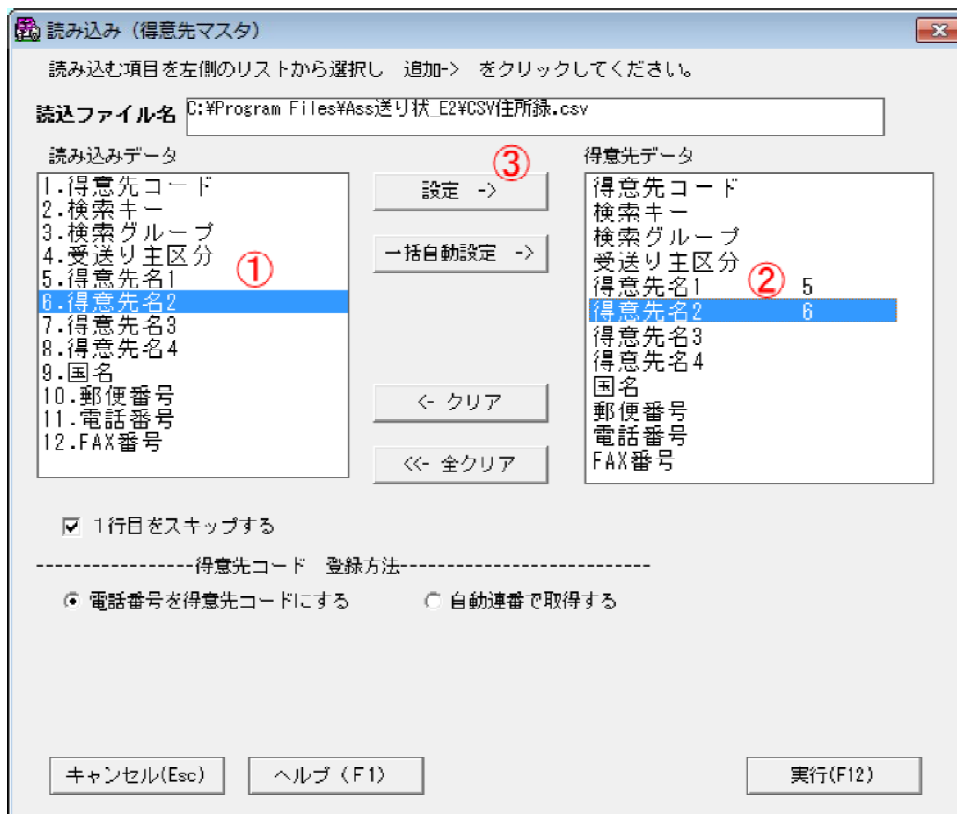 読み込み（得意先マスタ）
読み込む項目を左側のリストから選択し　追加-> をクリックしてください。
読込ファイル名 C:¥Program Files¥Ass送り状_E2¥CSV住所録.csv
読み込みデータ
1.得意先コード
2.検索キー
3.検索グループ
4.受送り主区分
5.得意先名1
6.得意先名2
7.得意先名3
8.得意先名4
9.国名
10.郵便番号
11.電話番号
12.FAX番号
①
③
設定 ->
一括自動設定 ->
<- クリア
<<- 全クリア
得意先データ
得意先コード
検索キー
検索グループ
受送り主区分
得意先名1 5
得意先名2 6
得意先名3
得意先名4
国名
郵便番号
電話番号
FAX番号
②
1行目をスキップする
-----------------得意先コード　登録方法---------------------------
電話番号を得意先コードにする
自動連番で取得する
キャンセル(Esc)
ヘルプ（F1）
実行(F12)